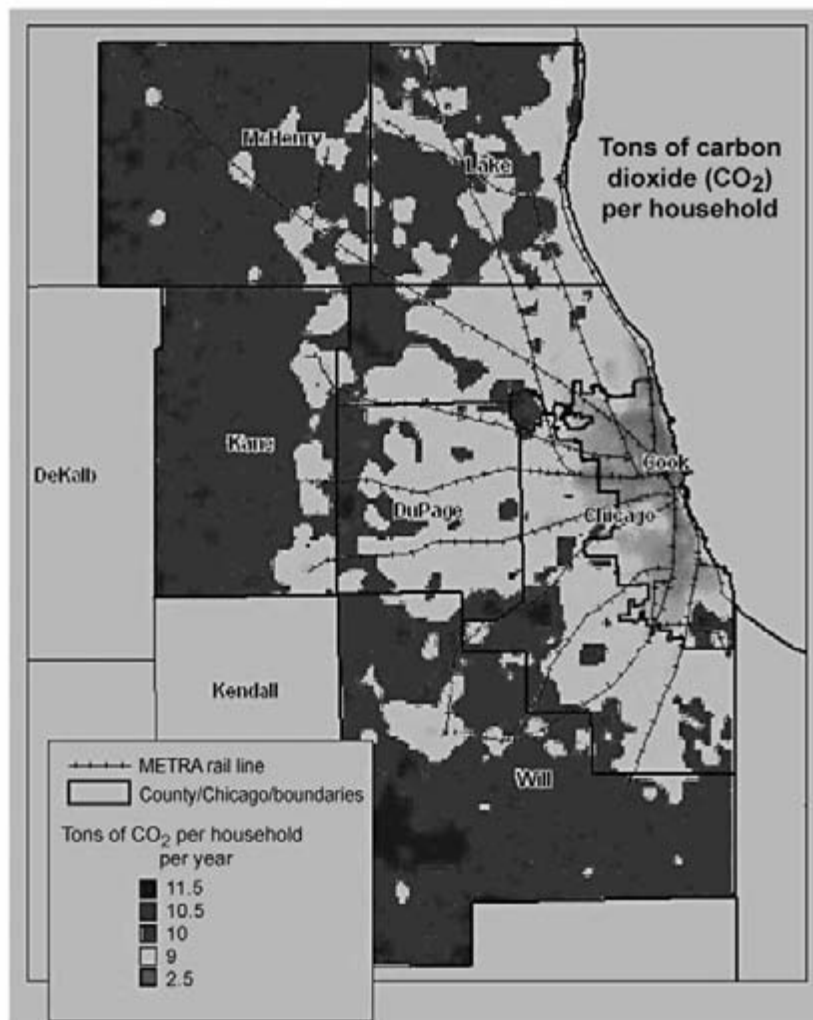 Tons of carbon
dioxide (CO₂)
per household
McHenry
Lake
Kane
DeKalb
DuPage
Cook
Chicago
Kendall
Will
METRA rail line
County/Chicago/boundaries
Tons of CO₂ per household
per year
11.5
10.5
10
9
2.5